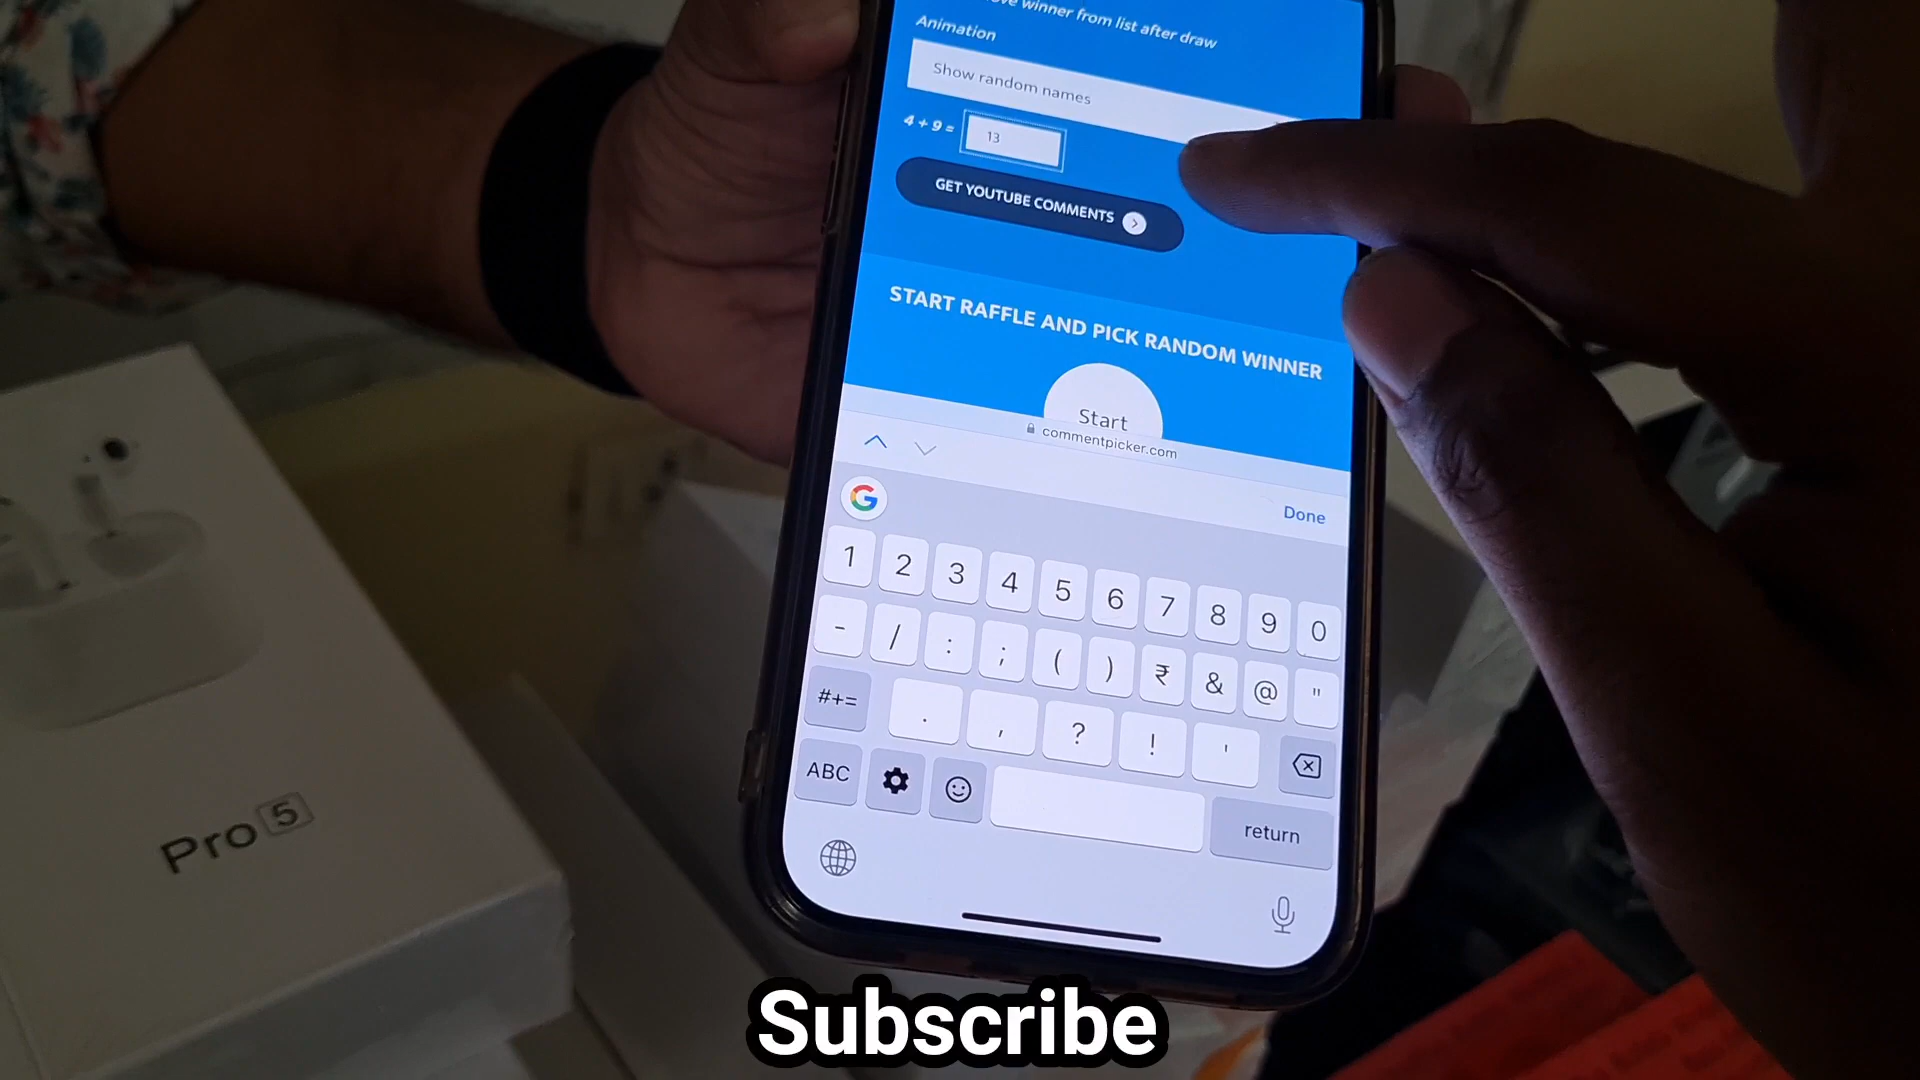 winner from list after draw
Animation
Show random names
4 + 9 =
13
GET YOUTUBE COMMENTS
START RAFFLE AND PICK RANDOM WINNER
Start
commentpicker.com
Done
1 2 3 4 5 6 7 8 9 0
- / : ; ( ) ₹ & @ "
#+= . , ? ! '
ABC
return
Pro 5
Subscribe